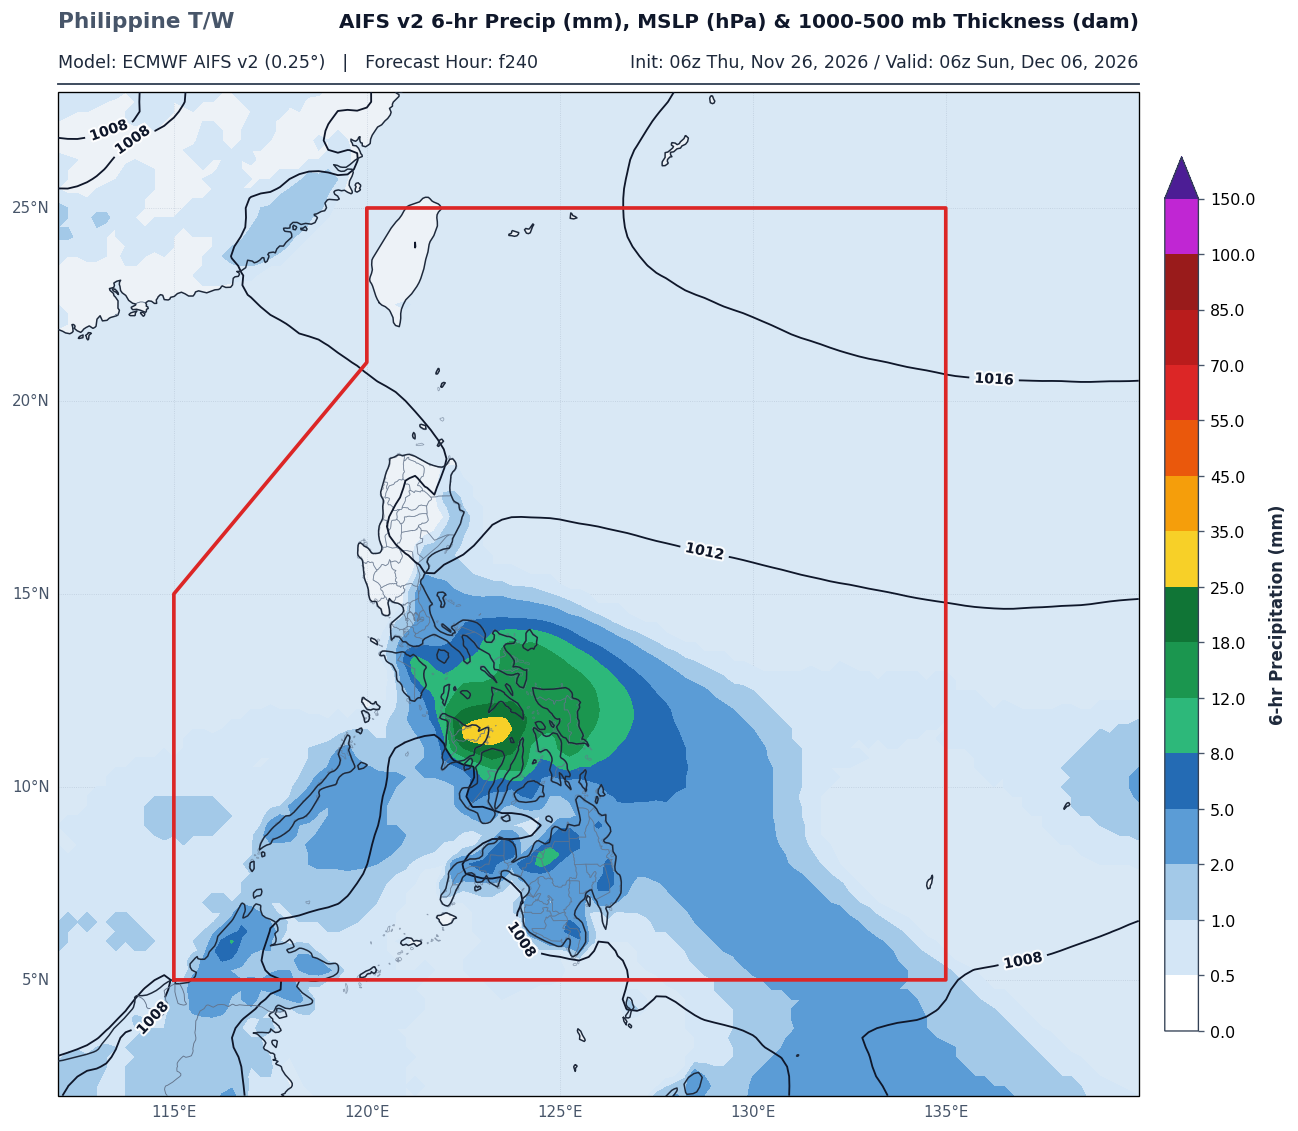 Philippine T/W
AIFS v2 6-hr Precip (mm), MSLP (hPa) & 1000-500 mb Thickness (dam)
Model: ECMWF AIFS v2 (0.25°) | Forecast Hour: f240
Init: 06z Thu, Nov 26, 2026 / Valid: 06z Sun, Dec 06, 2026
1008
1008
25°N
20°N
15°N
10°N
5°N
1016
1012
1008
1008
1008
115°E
120°E
125°E
130°E
135°E
150.0
100.0
85.0
70.0
55.0
45.0
35.0
25.0
18.0
12.0
8.0
5.0
2.0
1.0
0.5
0.0
6-hr Precipitation (mm)